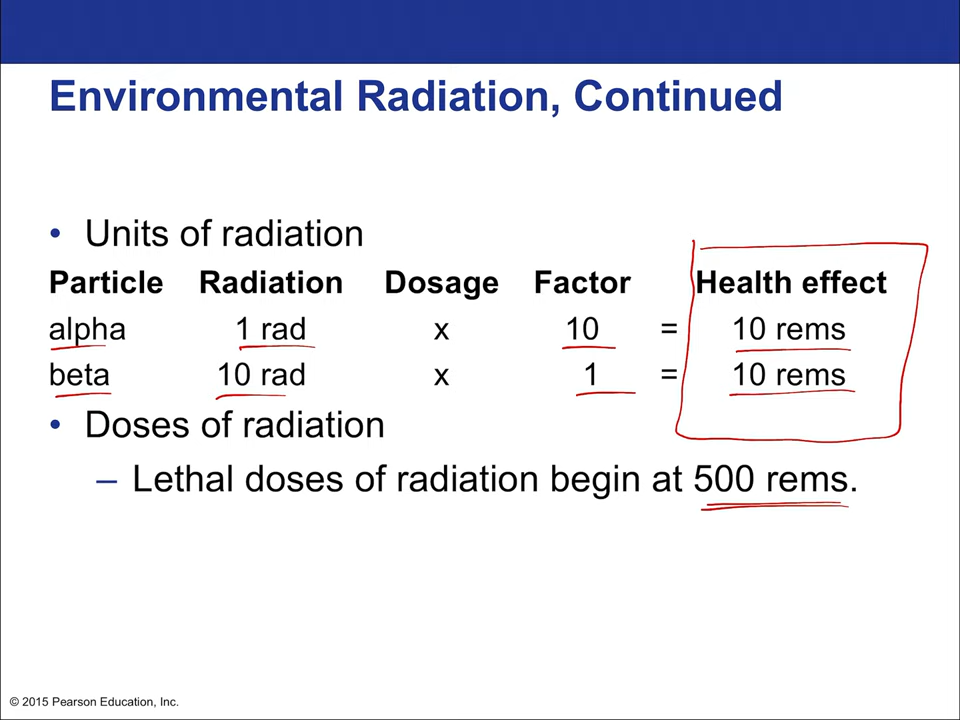 Environmental Radiation, Continued
• Units of radiation
Particle Radiation Dosage Factor Health effect
alpha 1 rad x 10 = 10 rems
beta 10 rad x 1 = 10 rems
• Doses of radiation
– Lethal doses of radiation begin at 500 rems.
© 2015 Pearson Education, Inc.